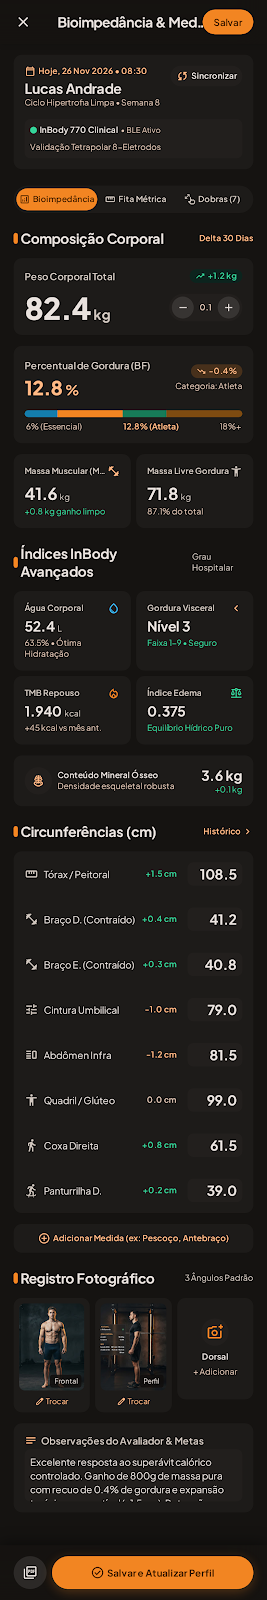 Bioimpedância & Med...
Salvar
Hoje, 26 Nov 2026 • 08:30
Lucas Andrade
Ciclo Hipertrofia Limpa • Semana 8
Sincronizar
InBody 770 Clinical • BLE Ativo
Validação Tetrapolar 8-Eletrodos
Bioimpedância
Fita Métrica
Dobras (7)
Composição Corporal
Delta 30 Dias
Peso Corporal Total
+1.2 kg
82.4 kg
0.1
Percentual de Gordura (BF)
12.8 %
-0.4%
Categoria: Atleta
6% (Essencial)
12.8% (Atleta)
18%+
Massa Muscular (M...
41.6 kg
+0.8 kg ganho limpo
Massa Livre Gordura
71.8 kg
87.1% do total
Índices InBody
Avançados
Grau
Hospitalar
Água Corporal
52.4 L
63.5% • Ótima
Hidratação
Gordura Visceral
Nível 3
Faixa 1-9 • Seguro
TMB Repouso
1.940 kcal
+45 kcal vs mês ant.
Índice Edema
0.375
Equilíbrio Hídrico Puro
Conteúdo Mineral Ósseo
Densidade esqueletal robusta
3.6 kg
+0.1 kg
Circunferências (cm)
Histórico
Tórax / Peitoral +1.5 cm 108.5
Braço D. (Contraído) +0.4 cm 41.2
Braço E. (Contraído) +0.3 cm 40.8
Cintura Umbilical -1.0 cm 79.0
Abdômen Infra -1.2 cm 81.5
Quadril / Glúteo 0.0 cm 99.0
Coxa Direita +0.8 cm 61.5
Panturrilha D. +0.2 cm 39.0
Adicionar Medida (ex: Pescoço, Antebraço)
Registro Fotográfico
3 Ângulos Padrão
Frontal
Trocar
Perfil
Trocar
Dorsal
+ Adicionar
Observações do Avaliador & Metas
Excelente resposta ao superávit calórico
controlado. Ganho de 800g de massa pura
com recuo de 0.4% de gordura e expansão
Salvar e Atualizar Perfil